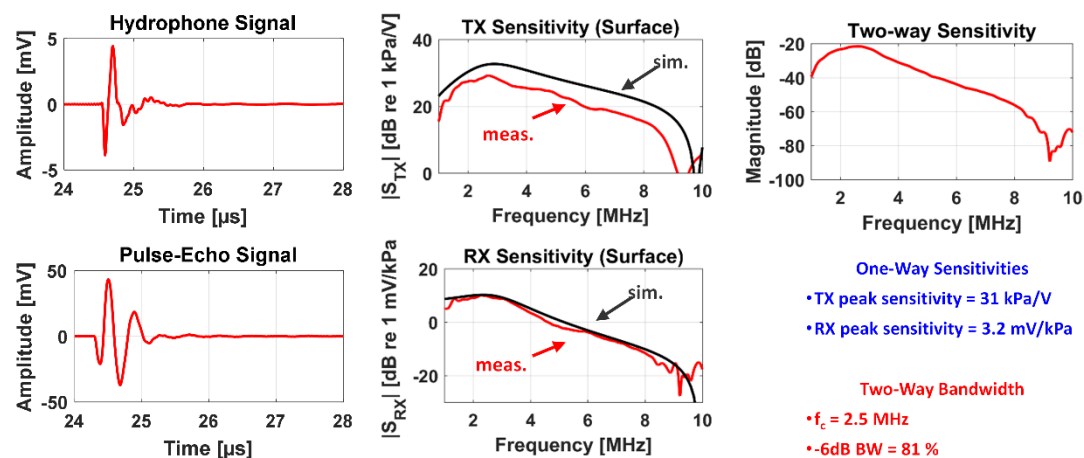 Hydrophone Signal
Amplitude [mV]
5
0
-5
24 25 26 27 28
Time [µs]
TX Sensitivity (Surface)
|S_TX| [dB re 1 kPa/V]
40
20
0
sim.
meas.
2 4 6 8 10
Frequency [MHz]
Two-way Sensitivity
Magnitude [dB]
-20
-40
-60
-80
-100
2 4 6 8 10
Frequency [MHz]
Pulse-Echo Signal
Amplitude [mV]
50
0
-50
24 25 26 27 28
Time [µs]
RX Sensitivity (Surface)
|S_RX| [dB re 1 mV/kPa]
20
0
-20
sim.
meas.
2 4 6 8 10
Frequency [MHz]
One-Way Sensitivities
•TX peak sensitivity = 31 kPa/V
•RX peak sensitivity = 3.2 mV/kPa
Two-Way Bandwidth
•f_c = 2.5 MHz
•-6dB BW = 81 %